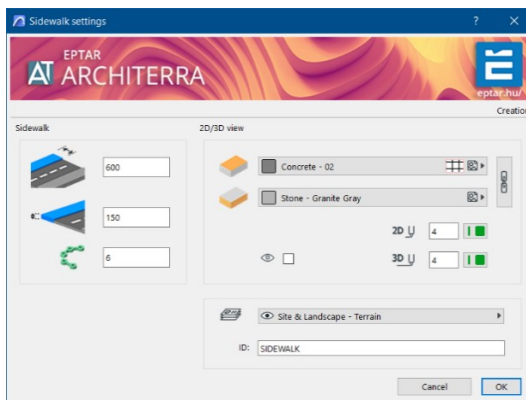 Sidewalk settings
? ×
EPTAR
AT ARCHITERRA
eptar.hu/
Creation
Sidewalk
2D/3D view
600
150
6
Concrete - 02
Stone - Granite Gray
2D 4
3D 4
Site & Landscape - Terrain
ID: SIDEWALK
Cancel OK